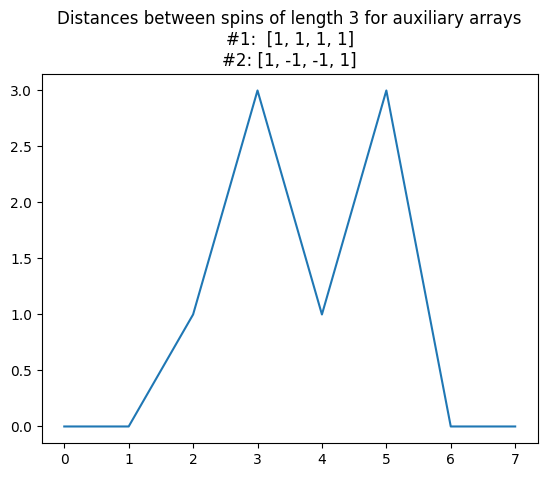 Distances between spins of length 3 for auxiliary arrays
#1:  [1, 1, 1, 1]
#2: [1, -1, -1, 1]
3.0
2.5
2.0
1.5
1.0
0.5
0.0
0 1 2 3 4 5 6 7